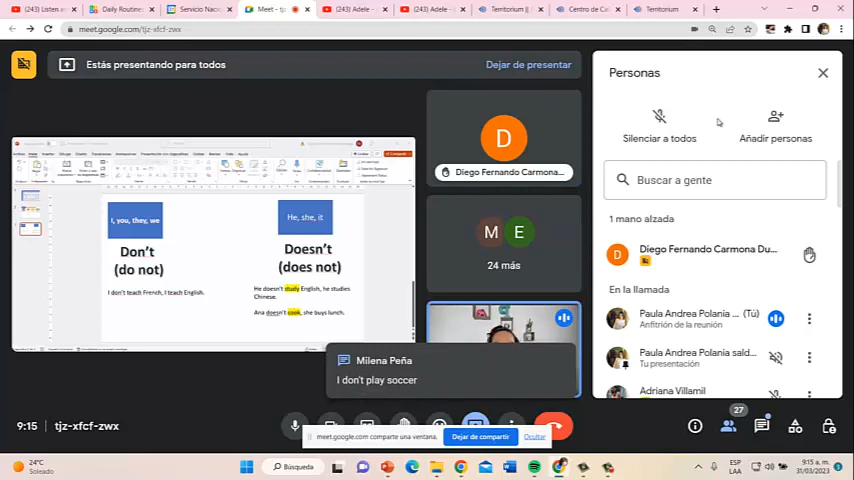 (243) Listen an
Daily Routines
Servicio Nacio
Meet - tj
(243) Adele -
(243) Adele -
Territorium ||
Centro de Ca
Territorium
meet.google.com/tjz-xfcf-zwx
Estás presentando para todos
Dejar de presentar
I, you, they, we
He, she, it
Don't
(do not)
Doesn't
(does not)
I don't teach French, I teach English.
He doesn't study English, he studies
Chinese.
Ana doesn't cook, she buys lunch.
D
Diego Fernando Carmona...
M E
24 más
Milena Peña
I don't play soccer
Personas
Silenciar a todos
Añadir personas
Buscar a gente
1 mano alzada
D
Diego Fernando Carmona Du...
En la llamada
Paula Andrea Polania ... (Tú)
Anfitrión de la reunión
Paula Andrea Polania sald...
Tu presentación
Adriana Villamil
9:15 | tjz-xfcf-zwx
27
meet.google.com comparte una ventana.
Dejar de compartir
Ocultar
24°C
Soleado
Búsqueda
ESP
LAA
9:15 a. m.
31/03/2023